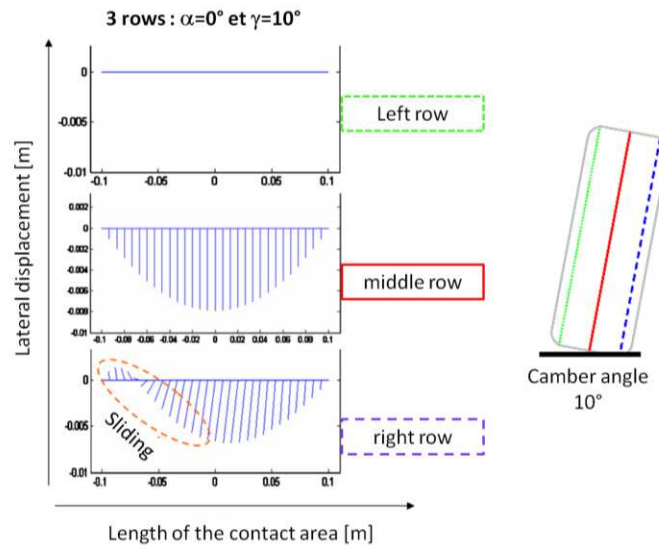 3 rows : α=0° et γ=10°
Lateral displacement [m]
0
-0.005
-0.01
-0.1 -0.05 0 0.05 0.1
Left row
0.002
0
-0.002
-0.004
-0.006
-0.008
-0.01
-0.1 -0.08 -0.06 -0.04 -0.02 0 0.02 0.04 0.06 0.08 0.1
middle row
0
-0.005
-0.01
-0.1 -0.05 0 0.05 0.1
Sliding
right row
Length of the contact area [m]
Camber angle
10°